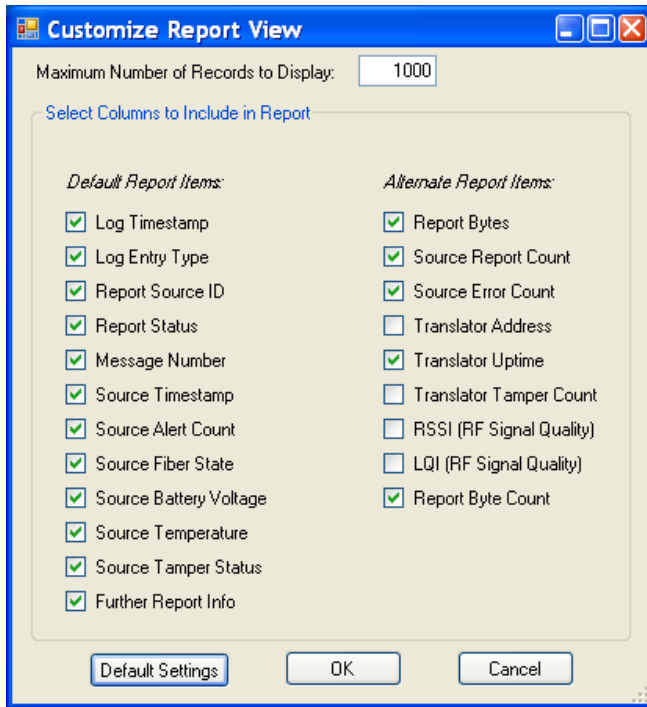 Customize Report View
Maximum Number of Records to Display: 1000
Select Columns to Include in Report
Default Report Items:
Log Timestamp
Log Entry Type
Report Source ID
Report Status
Message Number
Source Timestamp
Source Alert Count
Source Fiber State
Source Battery Voltage
Source Temperature
Source Tamper Status
Further Report Info
Alternate Report Items:
Report Bytes
Source Report Count
Source Error Count
Translator Address
Translator Uptime
Translator Tamper Count
RSSI (RF Signal Quality)
LQI (RF Signal Quality)
Report Byte Count
Default Settings OK Cancel